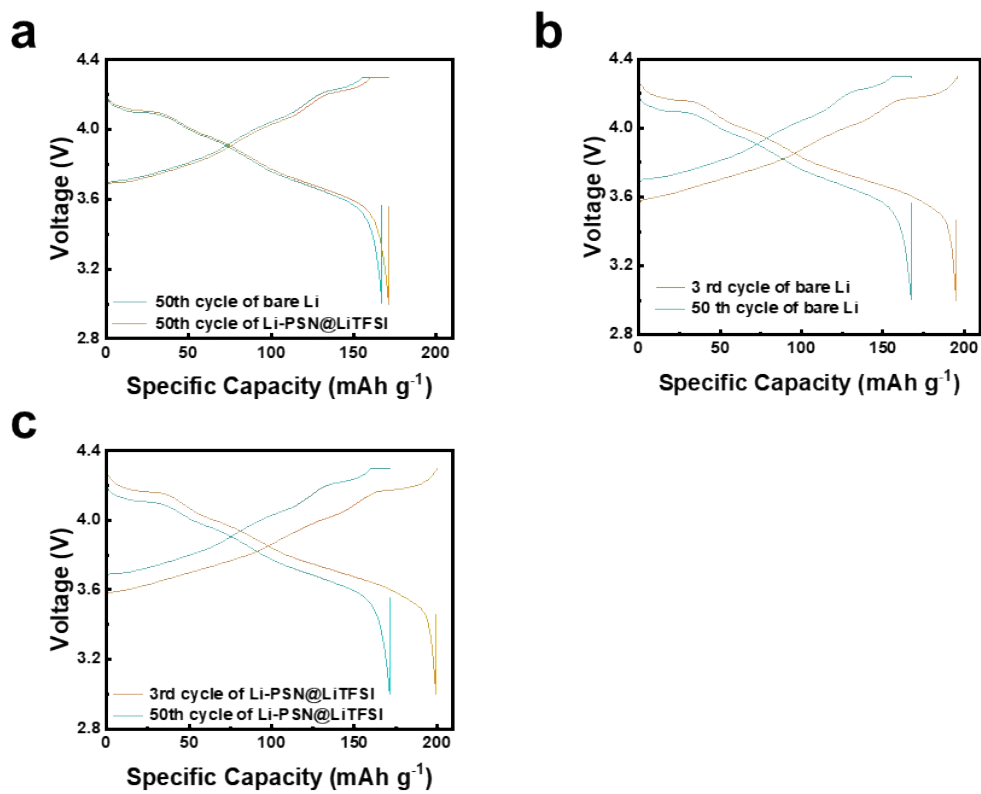 a
4.4
4.0
3.6
3.2
2.8
Voltage (V)
50th cycle of bare Li
50th cycle of Li-PSN@LiTFSI
0 50 100 150 200
Specific Capacity (mAh g⁻¹)
b
4.4
4.0
3.6
3.2
2.8
Voltage (V)
3 rd cycle of bare Li
50 th cycle of bare Li
0 50 100 150 200
Specific Capacity (mAh g⁻¹)
c
4.4
4.0
3.6
3.2
2.8
Voltage (V)
3rd cycle of Li-PSN@LiTFSI
50th cycle of Li-PSN@LiTFSI
0 50 100 150 200
Specific Capacity (mAh g⁻¹)